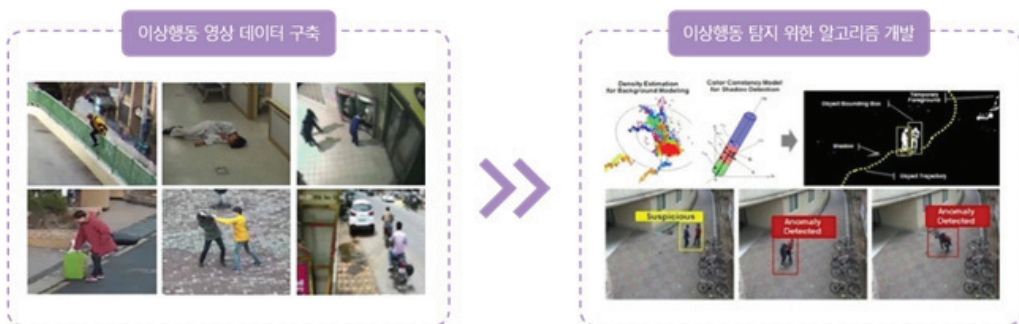 이상행동 영상 데이터 구축
이상행동 탐지 위한 알고리즘 개발
Density Estimation
for Background Modeling
Color Constancy Model
for Shadow Detection
Object Bounding Box
Temporary
Foreground
Shadow
Object Trajectory
Suspicious
Anomaly
Detected
Anomaly
Detected